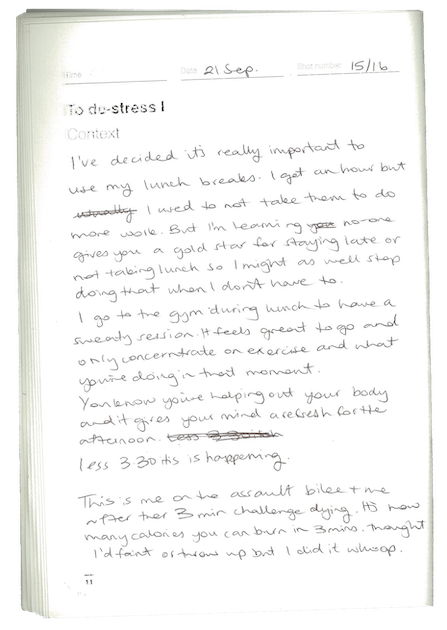 Time Date 21 Sep. Shot number 15/16
To de-stress I
Context
I've decided it's really important to
use my lunch breaks. I get an hour but
usually I used to not take them to do
more work. But I'm learning no-one
gives you a gold star for staying late or
not taking lunch so I might as well stop
doing that when I don't have to.
I go to the gym during lunch to have a
sweaty session. It feels great to go and
only concerntrate on exercise and what
you're doing in that moment.
You know you're helping out your body
and it gives your mind a refresh for the
afternoon. Less 3.30itis
less 3.30itis is happening.
This is me on the assault bike + me
after ther 3 min challenge dying. It's how
many calories you can burn in 3 mins. Thought
I'd faint or throw up but I did it whoop.
11